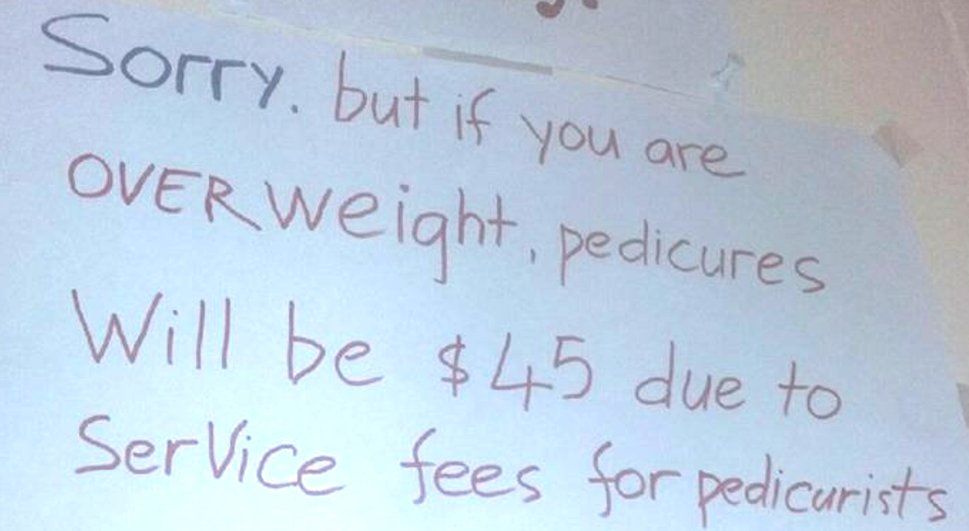 Sorry. but if you are
OVERWeight, pedicures
Will be $45 due to
SerVice fees for pedicurists